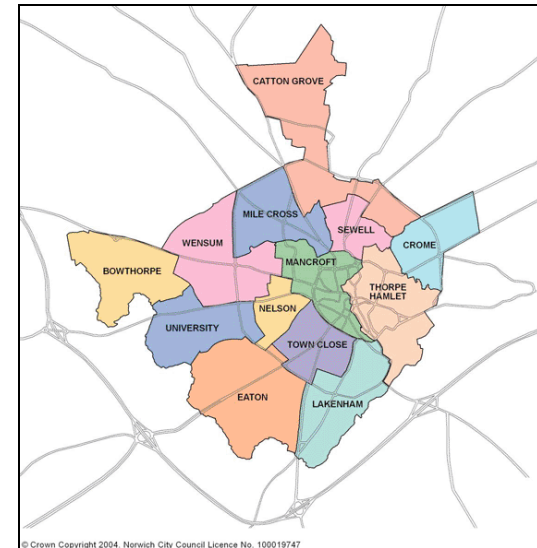 CATTON GROVE
MILE CROSS
SEWELL
WENSUM
CROME
MANCROFT
BOWTHORPE
THORPE
HAMLET
NELSON
UNIVERSITY
TOWN CLOSE
EATON
LAKENHAM
© Crown Copyright 2004. Norwich City Council Licence No. 100019747